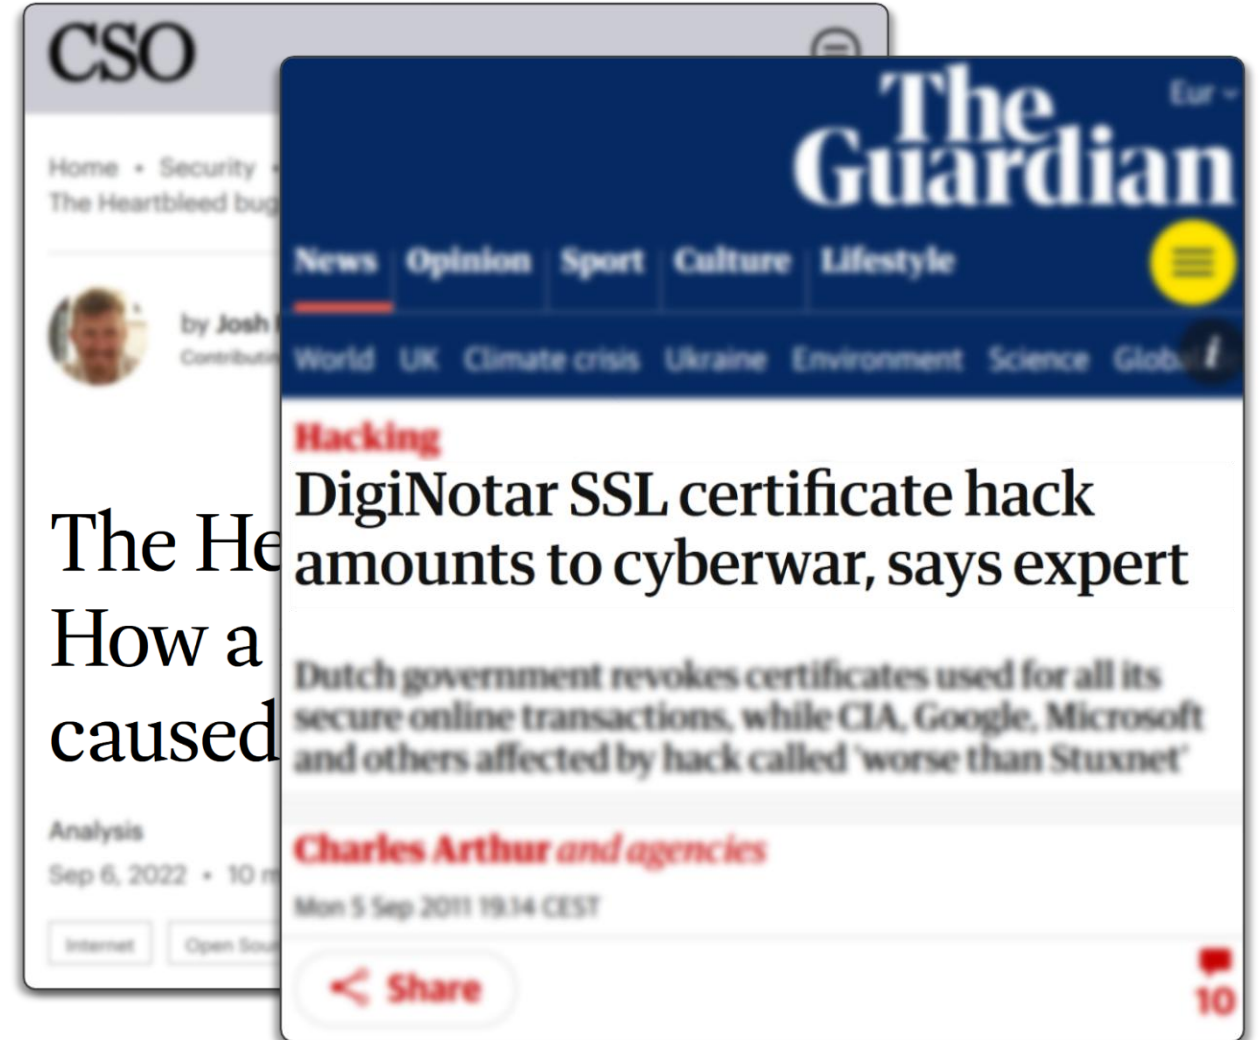 CSO
Home • Security •
The Heartbleed bug
by Josh
Contributin
The He
How a
caused
Analysis
Sep 6, 2022 • 10 m
Internet
Open Sour
The
Guardian
Eur
News
Opinion
Sport
Culture
Lifestyle
World
UK
Climate crisis
Ukraine
Environment
Science
Global
i
Hacking
DigiNotar SSL certificate hack
amounts to cyberwar, says expert
Dutch government revokes certificates used for all its
secure online transactions, while CIA, Google, Microsoft
and others affected by hack called 'worse than Stuxnet'
Charles Arthur and agencies
Mon 5 Sep 2011 19.14 CEST
Share
10